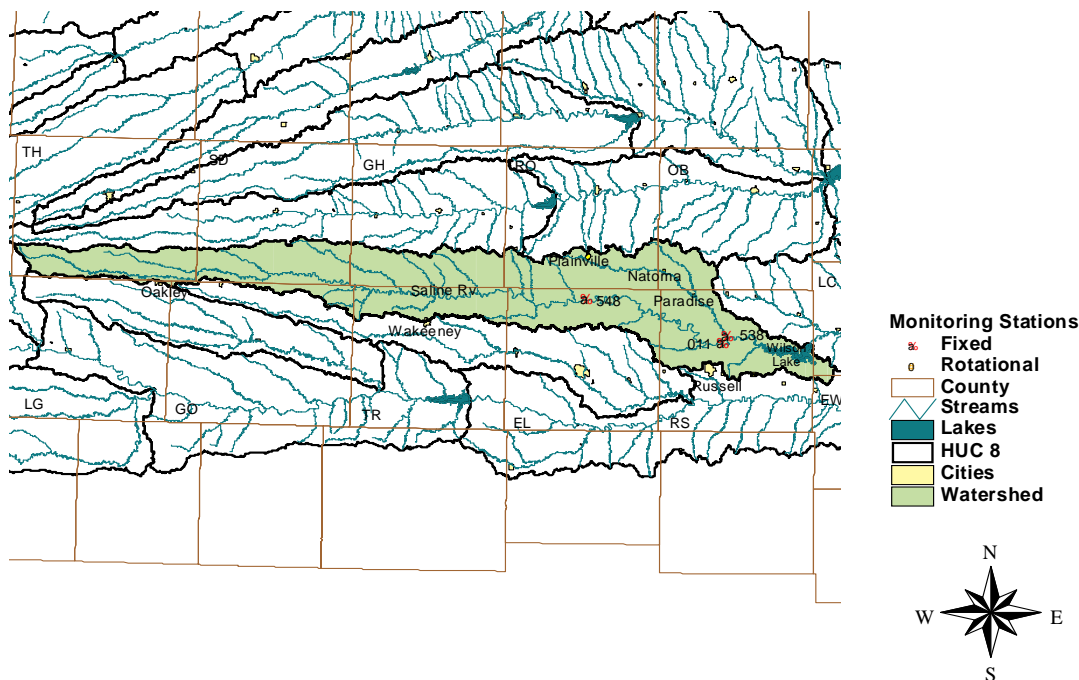 TH
SD
GH
RO
OB
Plainville
Natoma
LC
Oakley
Saline Rv
548
Paradise
Wakeeney
011
538
Wilson
Lake
Russell
LG
GO
TR
EL
RS
EW
Monitoring Stations
Fixed
Rotational
County
Streams
Lakes
HUC 8
Cities
Watershed
N
W
E
S